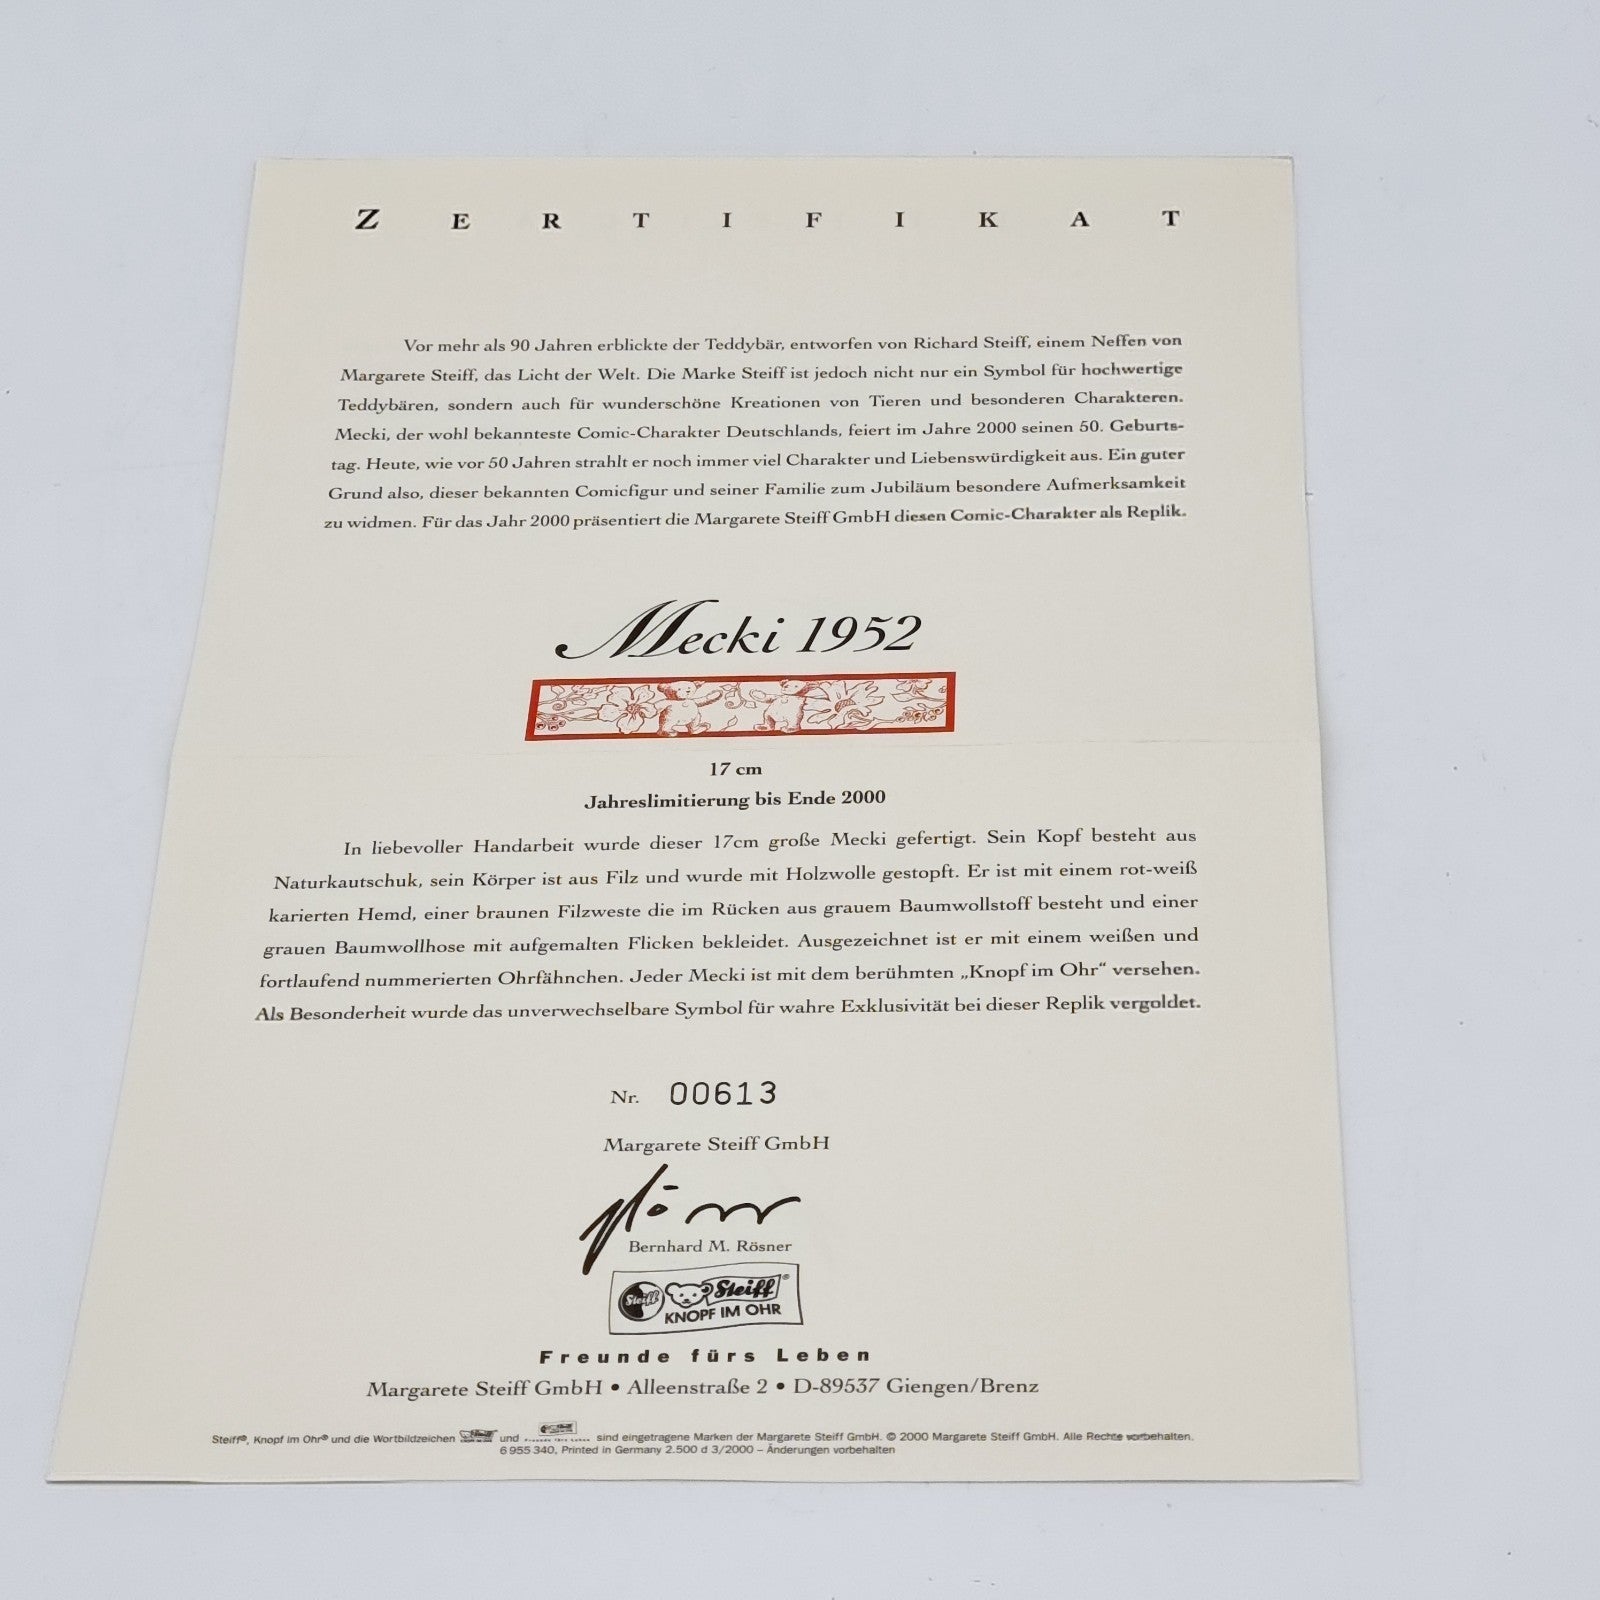 ZERTIFIKAT
Vor mehr als 90 Jahren erblickte der Teddybär, entworfen von Richard Steiff, einem Neffen von
Margarete Steiff, das Licht der Welt. Die Marke Steiff ist jedoch nicht nur ein Symbol für hochwertige
Teddybären, sondern auch für wunderschöne Kreationen von Tieren und besonderen Charakteren.
Mecki, der wohl bekannteste Comic-Charakter Deutschlands, feiert im Jahre 2000 seinen 50. Geburts-
tag. Heute, wie vor 50 Jahren strahlt er noch immer viel Charakter und Liebenswürdigkeit aus. Ein guter
Grund also, dieser bekannten Comicfigur und seiner Familie zum Jubiläum besondere Aufmerksamkeit
zu widmen. Für das Jahr 2000 präsentiert die Margarete Steiff GmbH diesen Comic-Charakter als Replik.
Mecki 1952
17 cm
Jahreslimitierung bis Ende 2000
In liebevoller Handarbeit wurde dieser 17cm große Mecki gefertigt. Sein Kopf besteht aus
Naturkautschuk, sein Körper ist aus Filz und wurde mit Holzwolle gestopft. Er ist mit einem rot-weiß
karierten Hemd, einer braunen Filzweste die im Rücken aus grauem Baumwollstoff besteht und einer
grauen Baumwollhose mit aufgemalten Flicken bekleidet. Ausgezeichnet ist er mit einem weißen und
fortlaufend nummerierten Ohrfähnchen. Jeder Mecki ist mit dem berühmten „Knopf im Ohr“ versehen.
Als Besonderheit wurde das unverwechselbare Symbol für wahre Exklusivität bei dieser Replik vergoldet.
Nr. 00613
Margarete Steiff GmbH
Bernhard M. Rösner
Steiff Steiff®
KNOPF IM OHR
Freunde fürs Leben
Margarete Steiff GmbH • Alleenstraße 2 • D-89537 Giengen/Brenz
Steiff®, Knopf im Ohr® und die Wortbildzeichen und sind eingetragene Marken der Margarete Steiff GmbH. © 2000 Margarete Steiff GmbH. Alle Rechte vorbehalten.
6 955 340, Printed in Germany 2.500 d 3/2000 – Änderungen vorbehalten